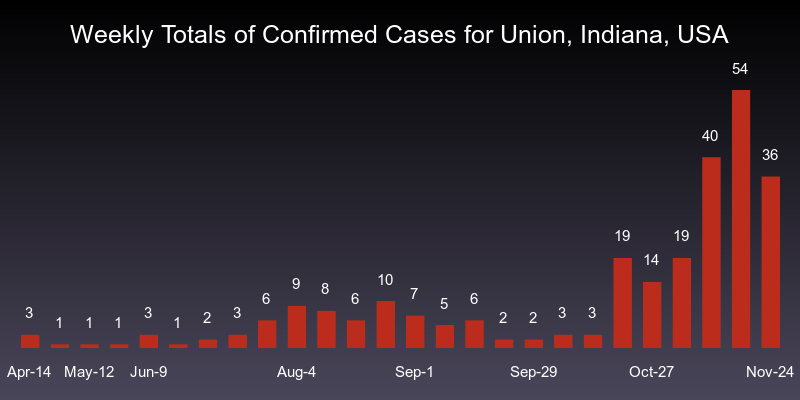 Weekly Totals of Confirmed Cases for Union, Indiana, USA
3 1 1 1 3 1 2 3 6 9 8 6 10 7 5 6 2 2 3 3 19 14 19 40 54 36
Apr-14 May-12 Jun-9 Aug-4 Sep-1 Sep-29 Oct-27 Nov-24